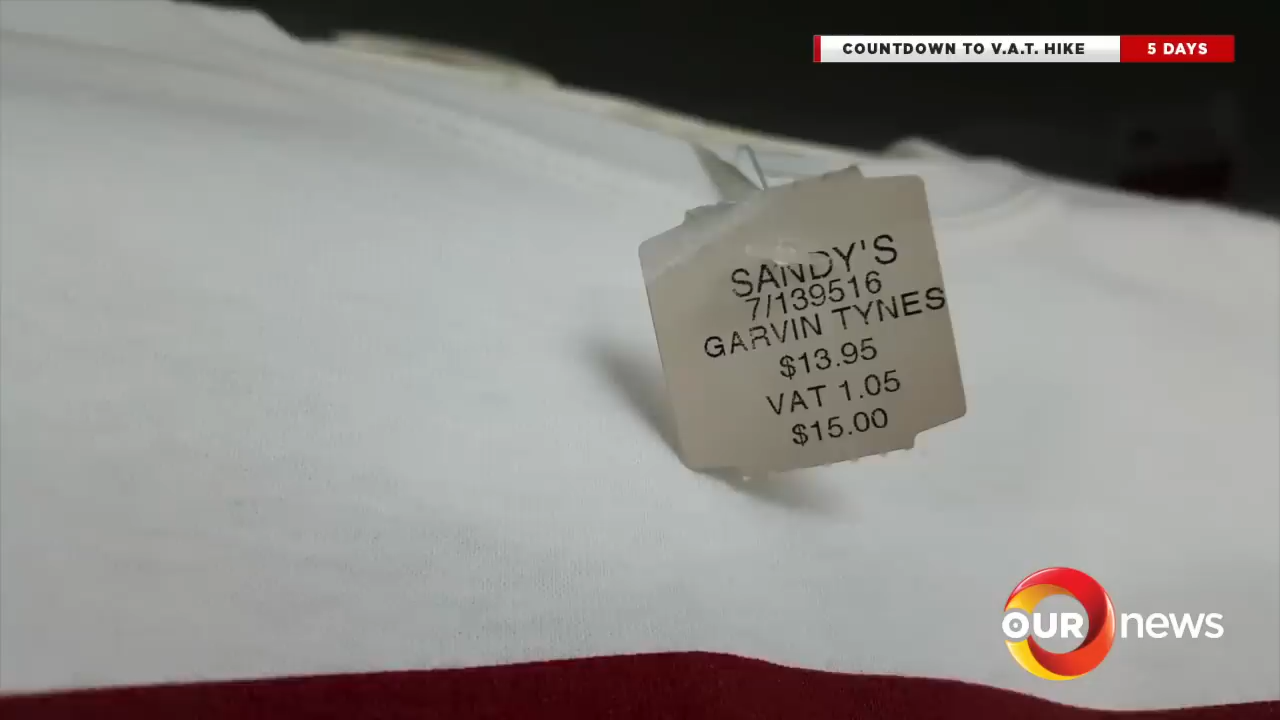 COUNTDOWN TO V.A.T. HIKE 5 DAYS
SANDY'S
7/139516
GARVIN TYNES
$13.95
VAT 1.05
$15.00
OUR news